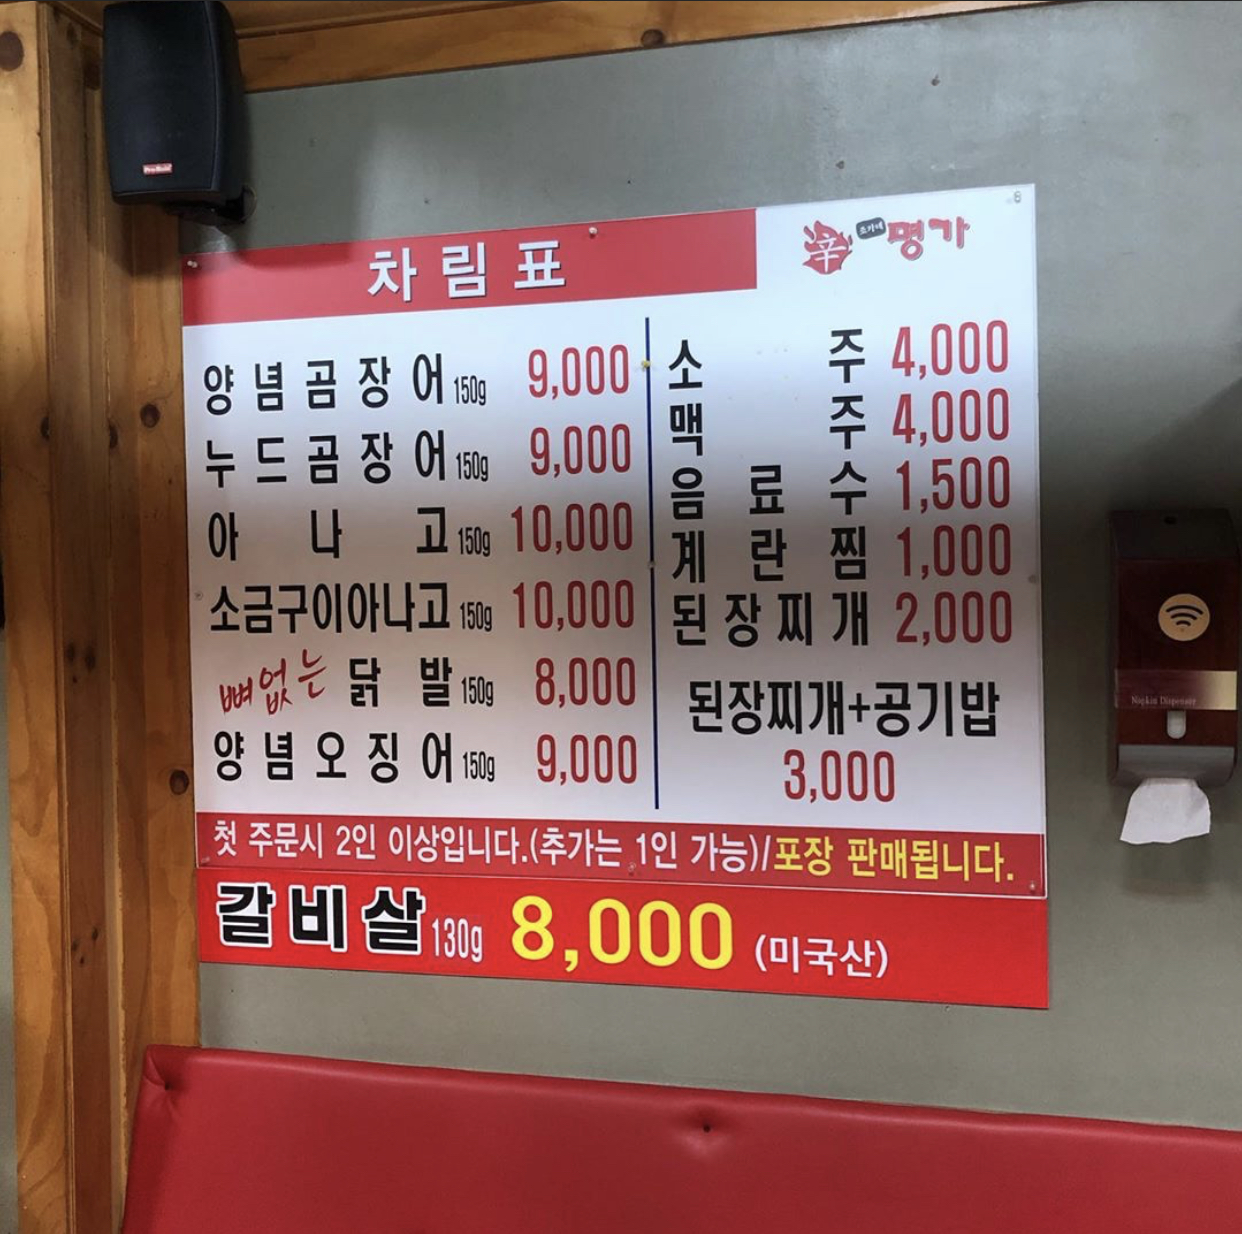 차림표
辛 명가
양념곰장어 150g 9,000
누드곰장어 150g 9,000
아나고 150g 10,000
소금구이아나고 150g 10,000
뼈없는 닭발 150g 8,000
양념오징어 150g 9,000
소주 4,000
맥주 4,000
음료수 1,500
계란찜 1,000
된장찌개 2,000
된장찌개+공기밥
3,000
첫 주문시 2인 이상입니다.(추가는 1인 가능)/포장 판매됩니다.
갈비살 130g 8,000 (미국산)
Napkin Dispenser